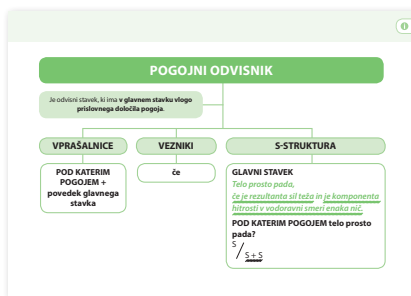 POGOJNI ODVISNIK
Je odvisni stavek, ki ima v glavnem stavku vlogo
prislovnega določila pogoja.
VPRAŠALNICE
POD KATERIM
POGOJEM +
povedek glavnega
stavka
VEZNIKI
če
S-STRUKTURA
GLAVNI STAVEK
Telo prosto pada,
če je rezultanta sil teža in je komponenta
hitrosti v vodoravni smeri enaka nič.
POD KATERIM POGOJEM telo prosto
pada?
S
S + S